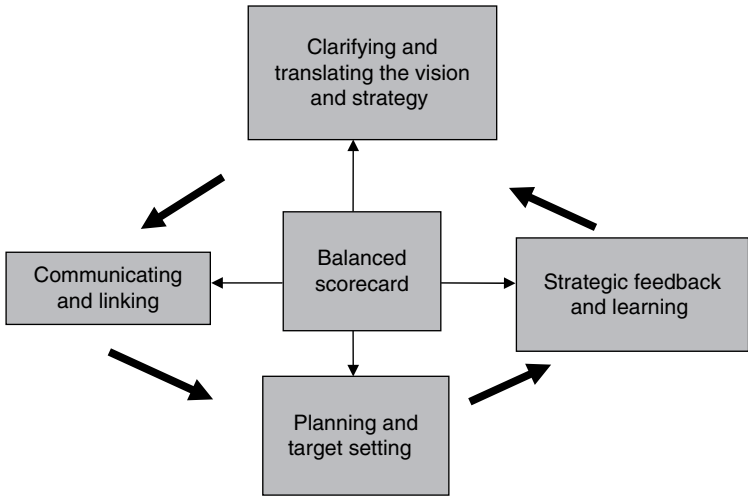 Clarifying and
translating the vision
and strategy
Balanced
scorecard
Communicating
and linking
Strategic feedback
and learning
Planning and
target setting